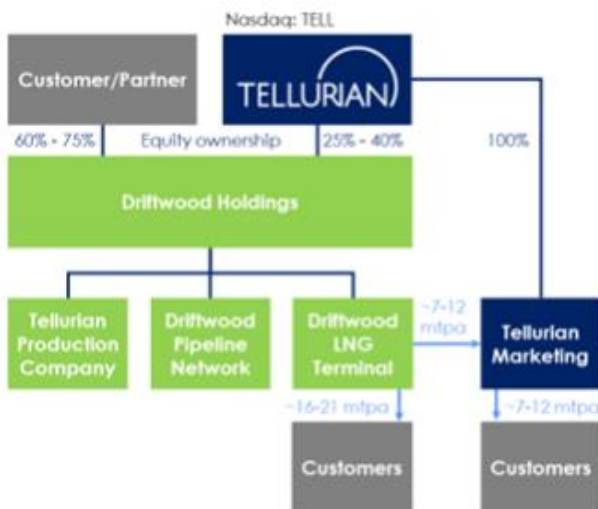 Nasdaq: TELL
Customer/Partner
TELLURIAN
60% - 75%
Equity ownership
25% - 40%
100%
Driftwood Holdings
Tellurian
Production
Company
Driftwood
Pipeline
Network
Driftwood
LNG
Terminal
~7-12
mtpa
Tellurian
Marketing
~16-21 mtpa
~7-12 mtpa
Customers
Customers